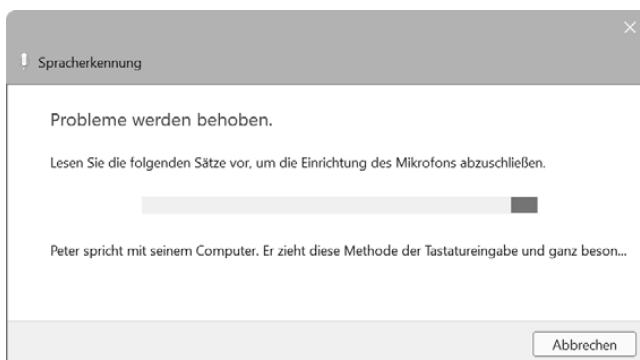 Spracherkennung
Probleme werden behoben.
Lesen Sie die folgenden Sätze vor, um die Einrichtung des Mikrofons abzuschließen.
Peter spricht mit seinem Computer. Er zieht diese Methode der Tastatureingabe und ganz beson...
Abbrechen